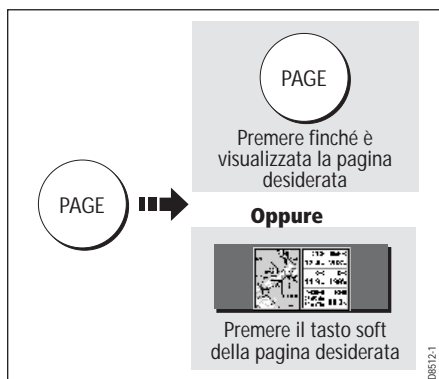 PAGE
PAGE
Premere finché è
visualizzata la pagina
desiderata
Oppure
Premere il tasto soft
della pagina desiderata
D8512-1